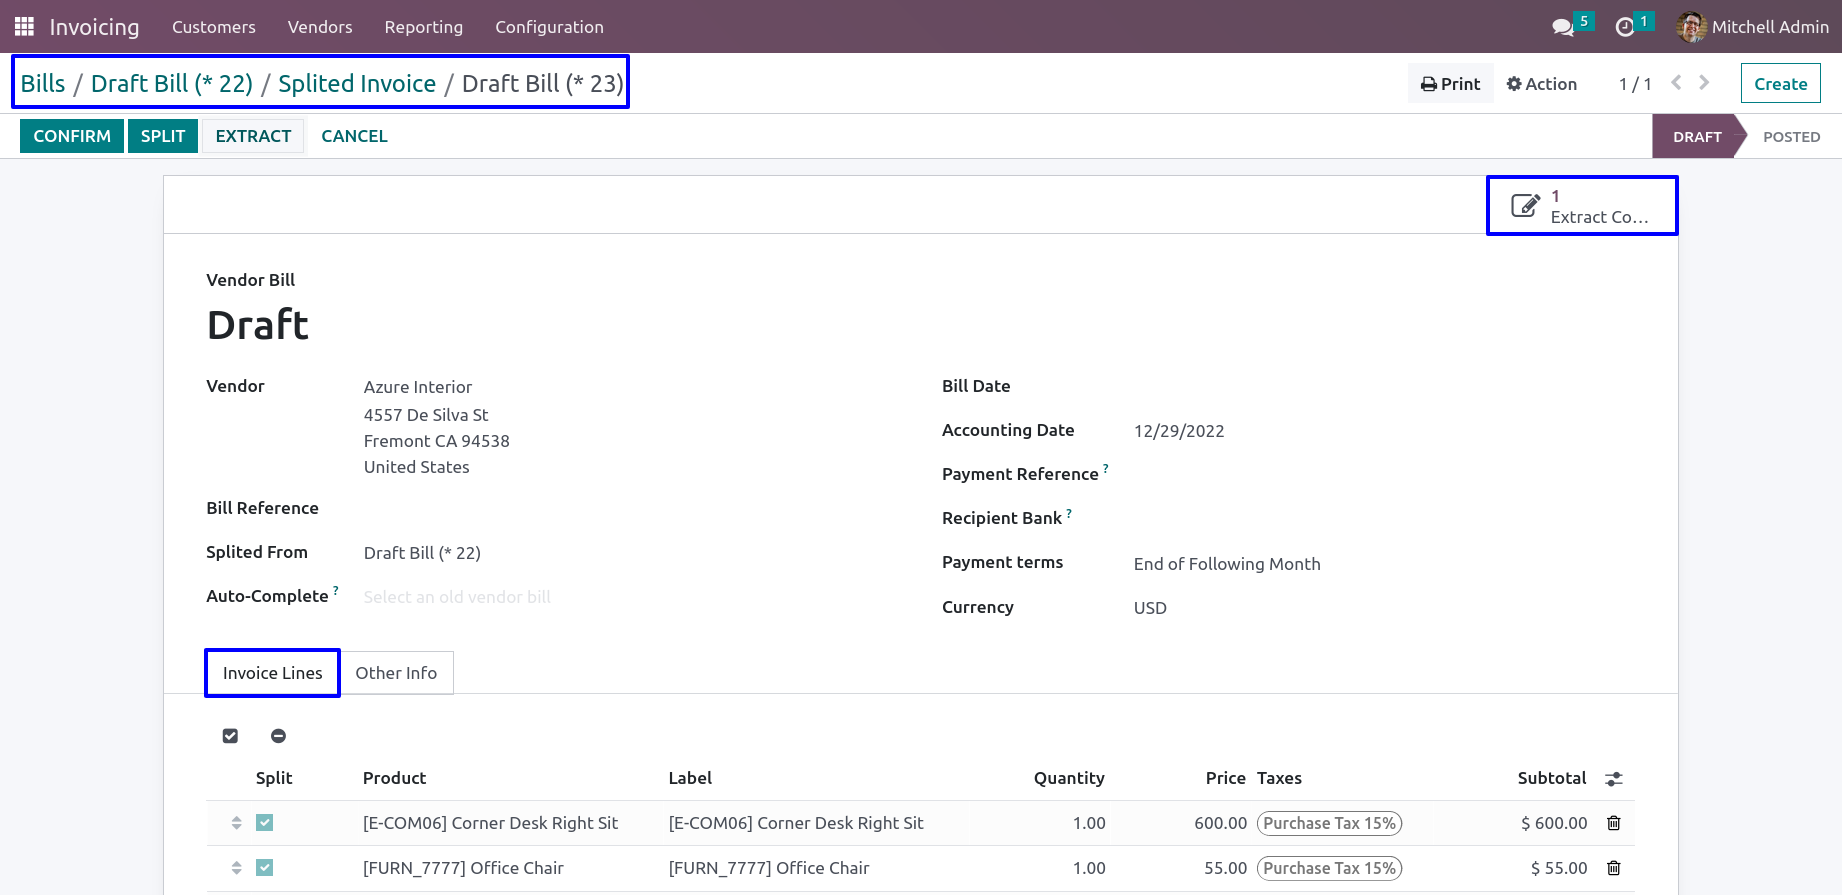 Invoicing Customers Vendors Reporting Configuration 5 1 Mitchell Admin
Bills / Draft Bill (* 22) / Splited Invoice / Draft Bill (* 23) Print Action 1 / 1 Create
CONFIRM SPLIT EXTRACT CANCEL DRAFT POSTED
1
Extract Co...
Vendor Bill
Draft
Vendor Azure Interior
4557 De Silva St
Fremont CA 94538
United States
Bill Reference
Splited From Draft Bill (* 22)
Auto-Complete ? Select an old vendor bill
Bill Date
Accounting Date 12/29/2022
Payment Reference ?
Recipient Bank ?
Payment terms End of Following Month
Currency USD
Invoice Lines Other Info
Split Product Label Quantity Price Taxes Subtotal
[E-COM06] Corner Desk Right Sit [E-COM06] Corner Desk Right Sit 1.00 600.00 Purchase Tax 15% $ 600.00
[FURN_7777] Office Chair [FURN_7777] Office Chair 1.00 55.00 Purchase Tax 15% $ 55.00